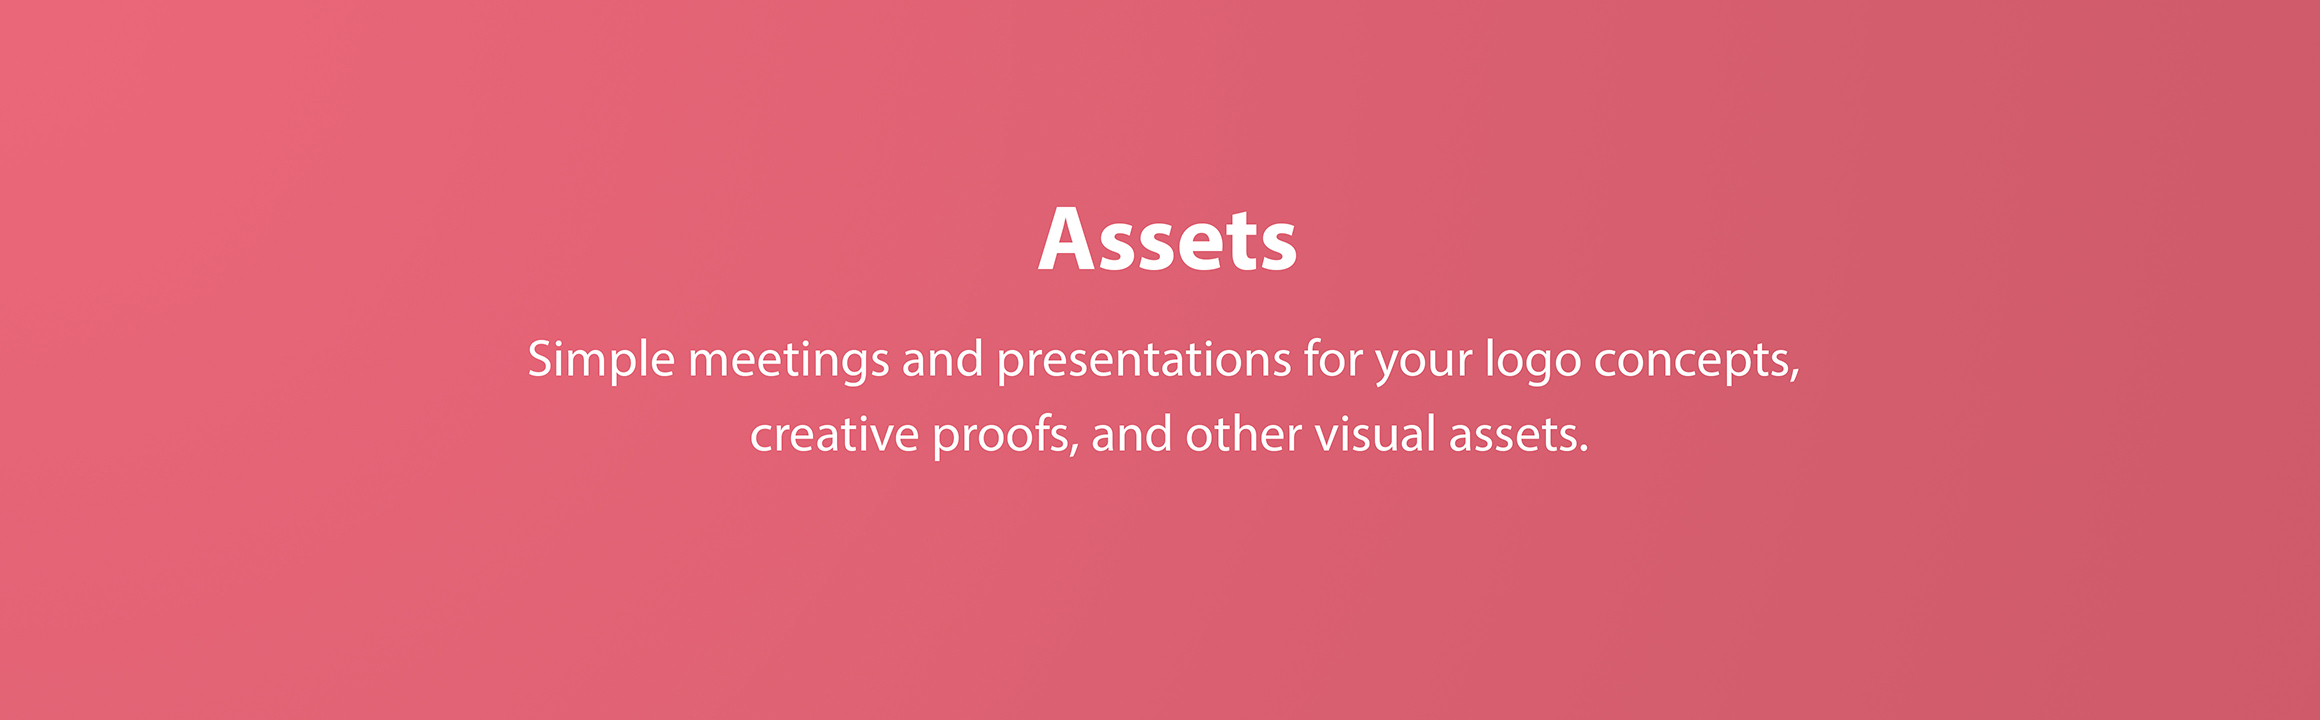 Assets
Simple meetings and presentations for your logo concepts,
creative proofs, and other visual assets.